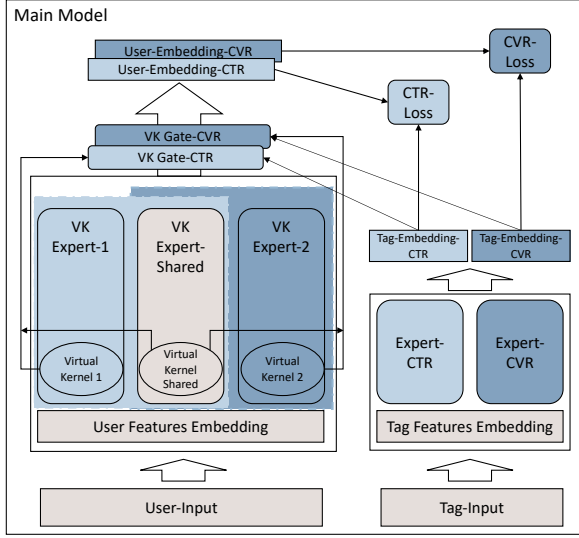 Main Model
User-Embedding-CVR
User-Embedding-CTR
CVR-
Loss
CTR-
Loss
VK Gate-CVR
VK Gate-CTR
VK
Expert-1
VK
Expert-
Shared
VK
Expert-2
Tag-Embedding-
CTR
Tag-Embedding-
CVR
Expert-
CTR
Expert-
CVR
Virtual
Kernel 1
Virtual
Kernel
Shared
Virtual
Kernel 2
User Features Embedding
Tag Features Embedding
User-Input
Tag-Input